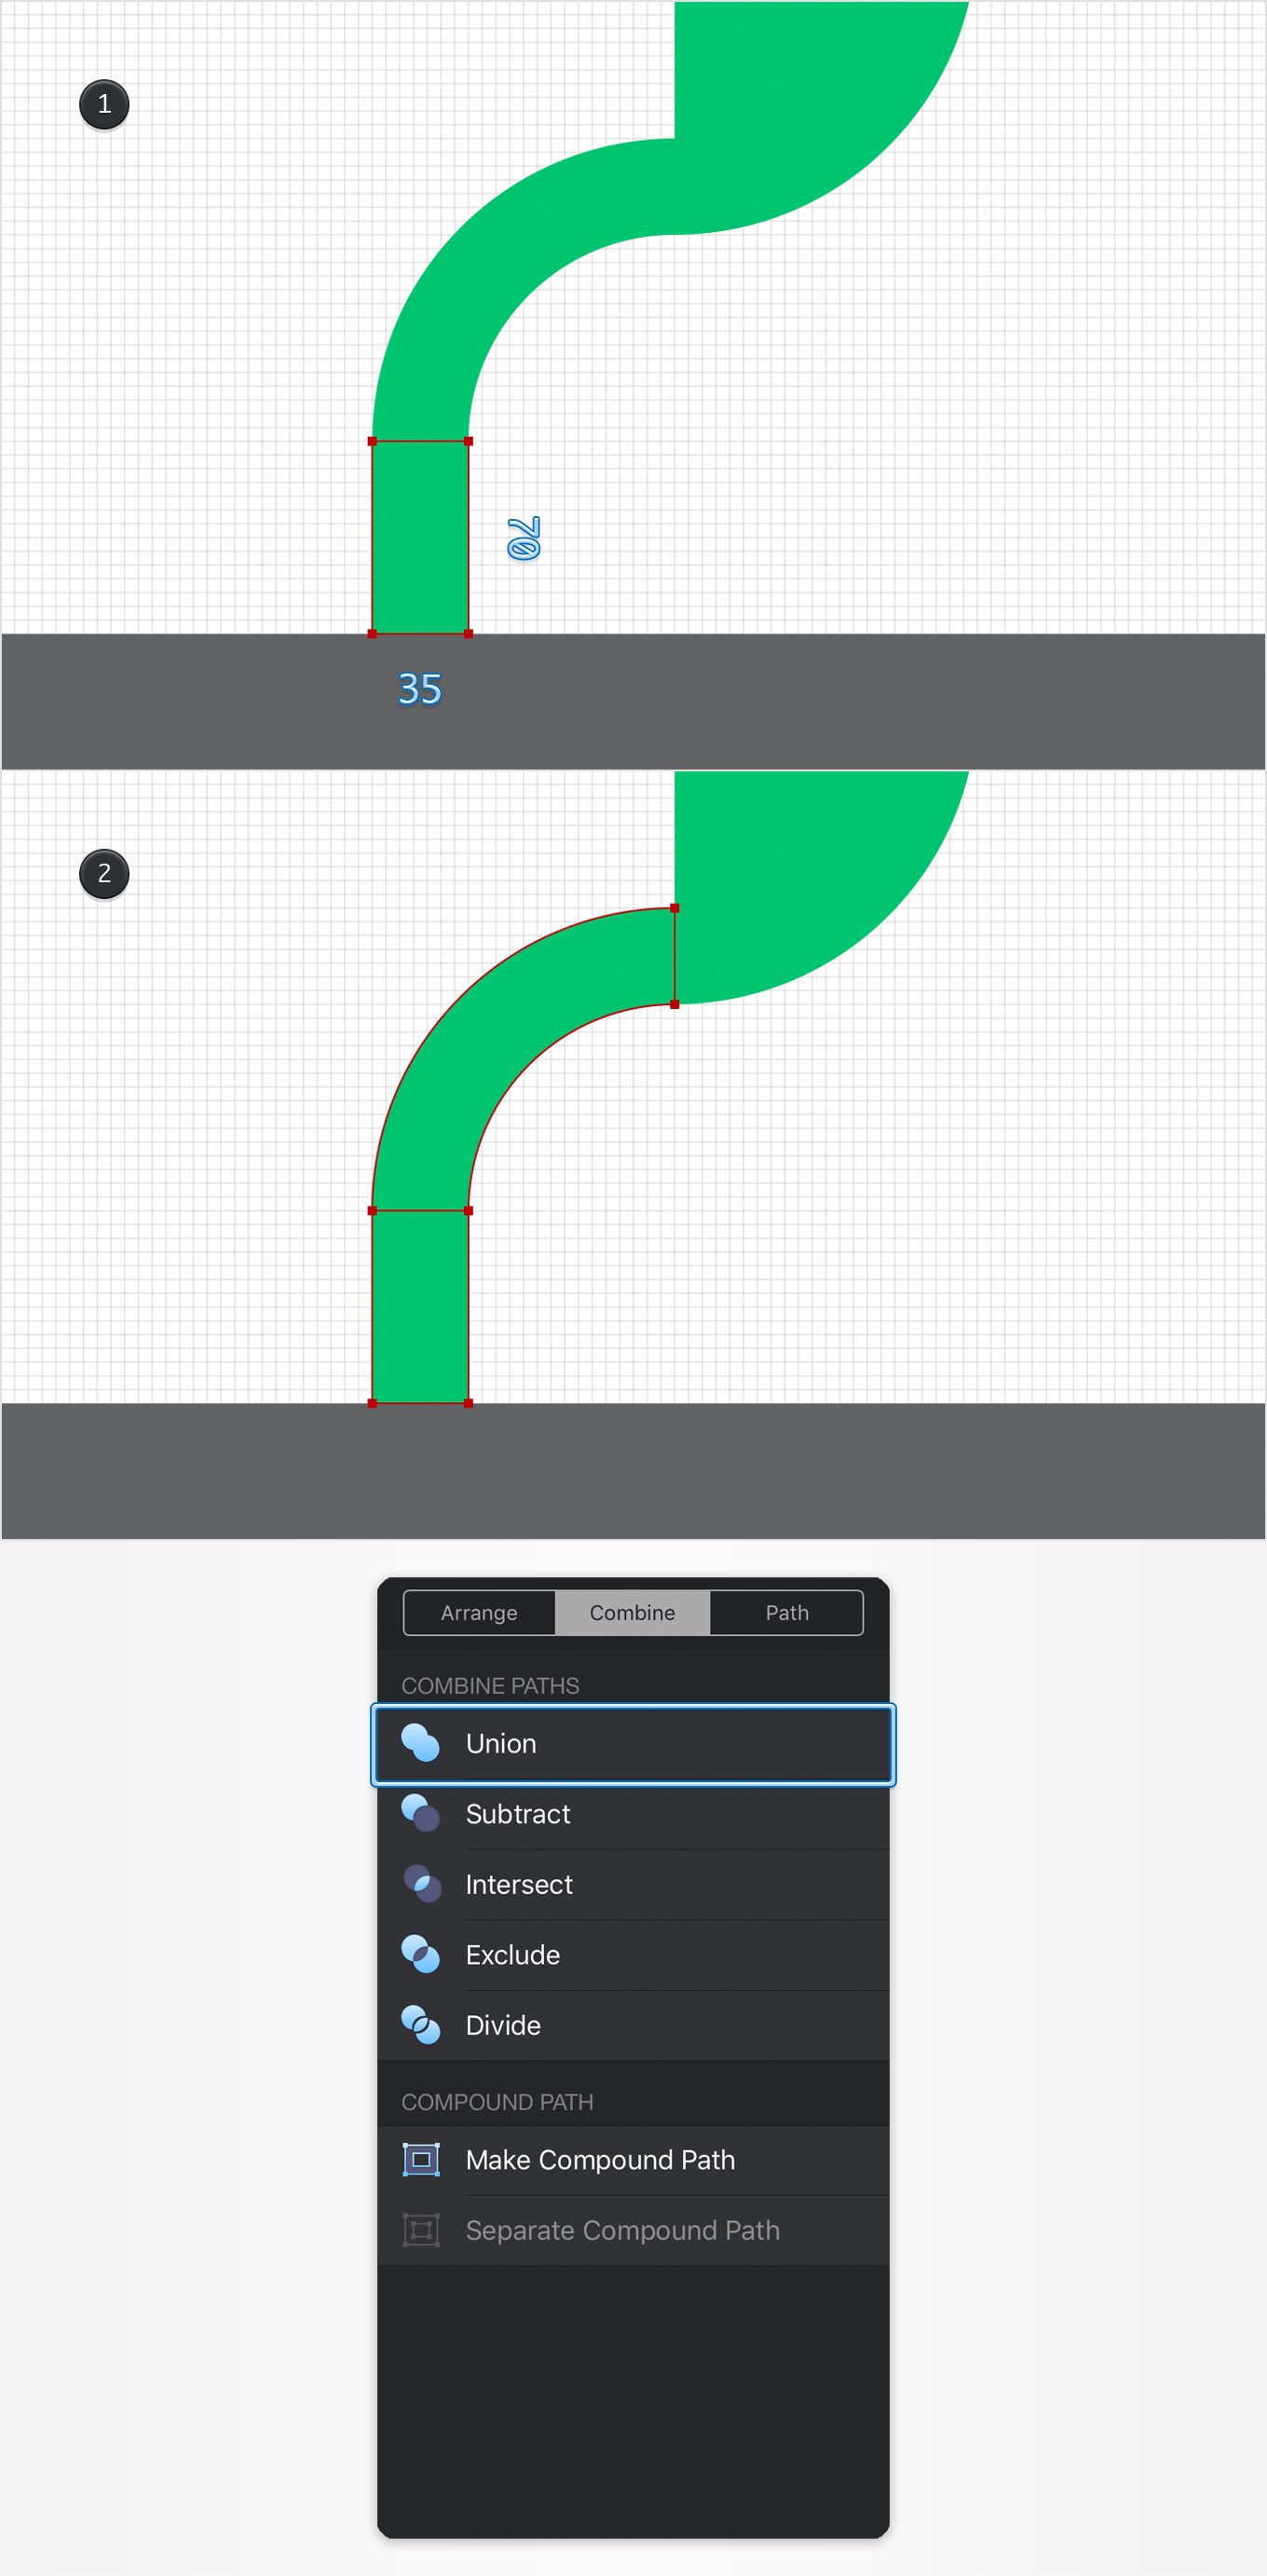 1
70
35
2
Arrange Combine Path
COMBINE PATHS
Union
Subtract
Intersect
Exclude
Divide
COMPOUND PATH
Make Compound Path
Separate Compound Path